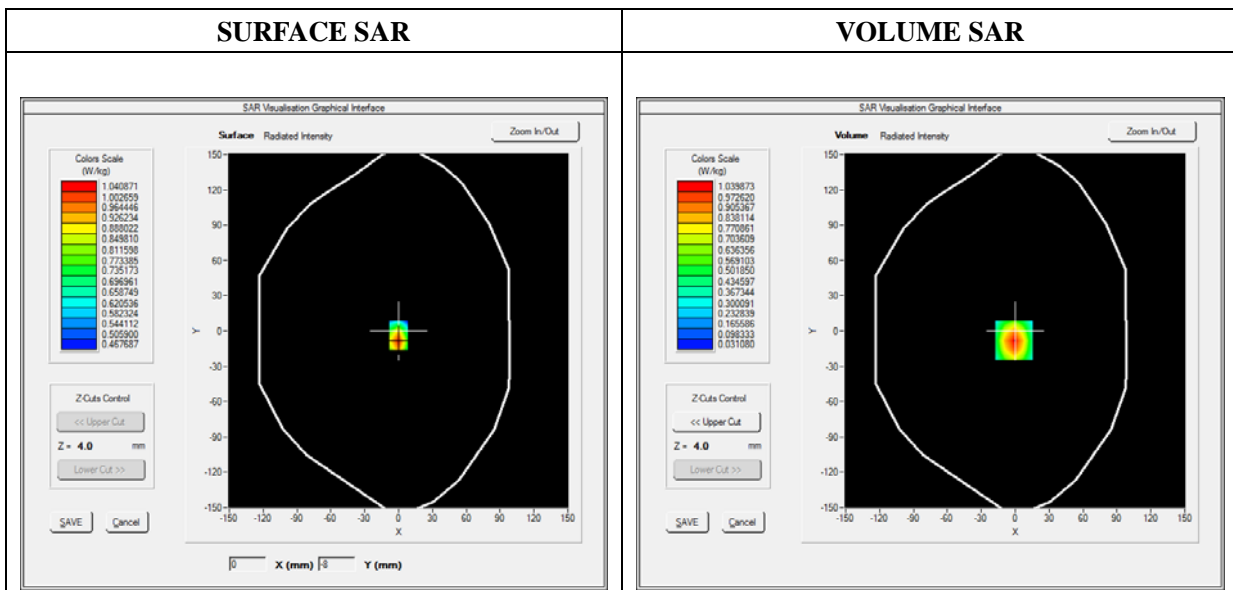 SURFACE SAR
VOLUME SAR
SAR Visualisation Graphical Interface
Surface Radiated Intensity
Zoom In/Out
Colors Scale
(W/kg)
1.040871
1.002659
0.964446
0.926234
0.888022
0.849810
0.811598
0.773385
0.735173
0.696961
0.658749
0.620536
0.582324
0.544112
0.505900
0.467687
Z-Cuts Control
<< Upper Cut
Z = 4.0 mm
Lower Cut >>
SAVE Cancel
150
120
90
60
30
0
-30
-60
-90
-120
-150
Y
-150 -120 -90 -60 -30 0 30 60 90 120 150
X
0 X (mm) -8 Y (mm)
SAR Visualisation Graphical Interface
Volume Radiated Intensity
Zoom In/Out
Colors Scale
(W/kg)
1.039873
0.972620
0.905367
0.838114
0.770861
0.703609
0.636356
0.569103
0.501850
0.434597
0.367344
0.300091
0.232839
0.165586
0.098333
0.031080
Z-Cuts Control
<< Upper Cut
Z = 4.0 mm
Lower Cut >>
SAVE Cancel
150
120
90
60
30
0
-30
-60
-90
-120
-150
Y
-150 -120 -90 -60 -30 0 30 60 90 120 150
X